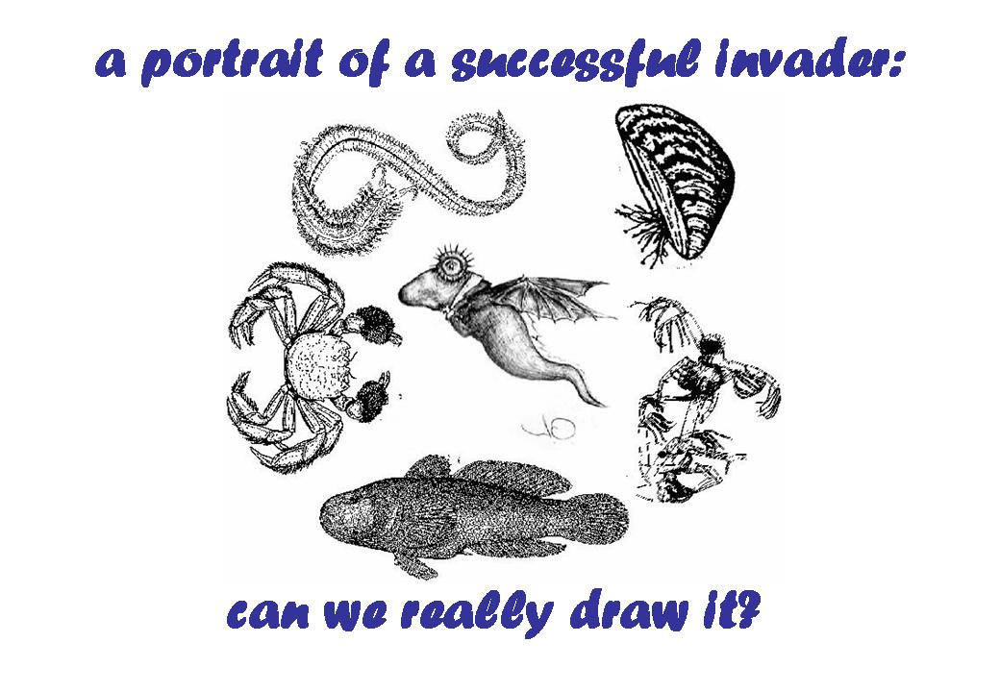 a portrait of a successful invader:
can we really draw it?